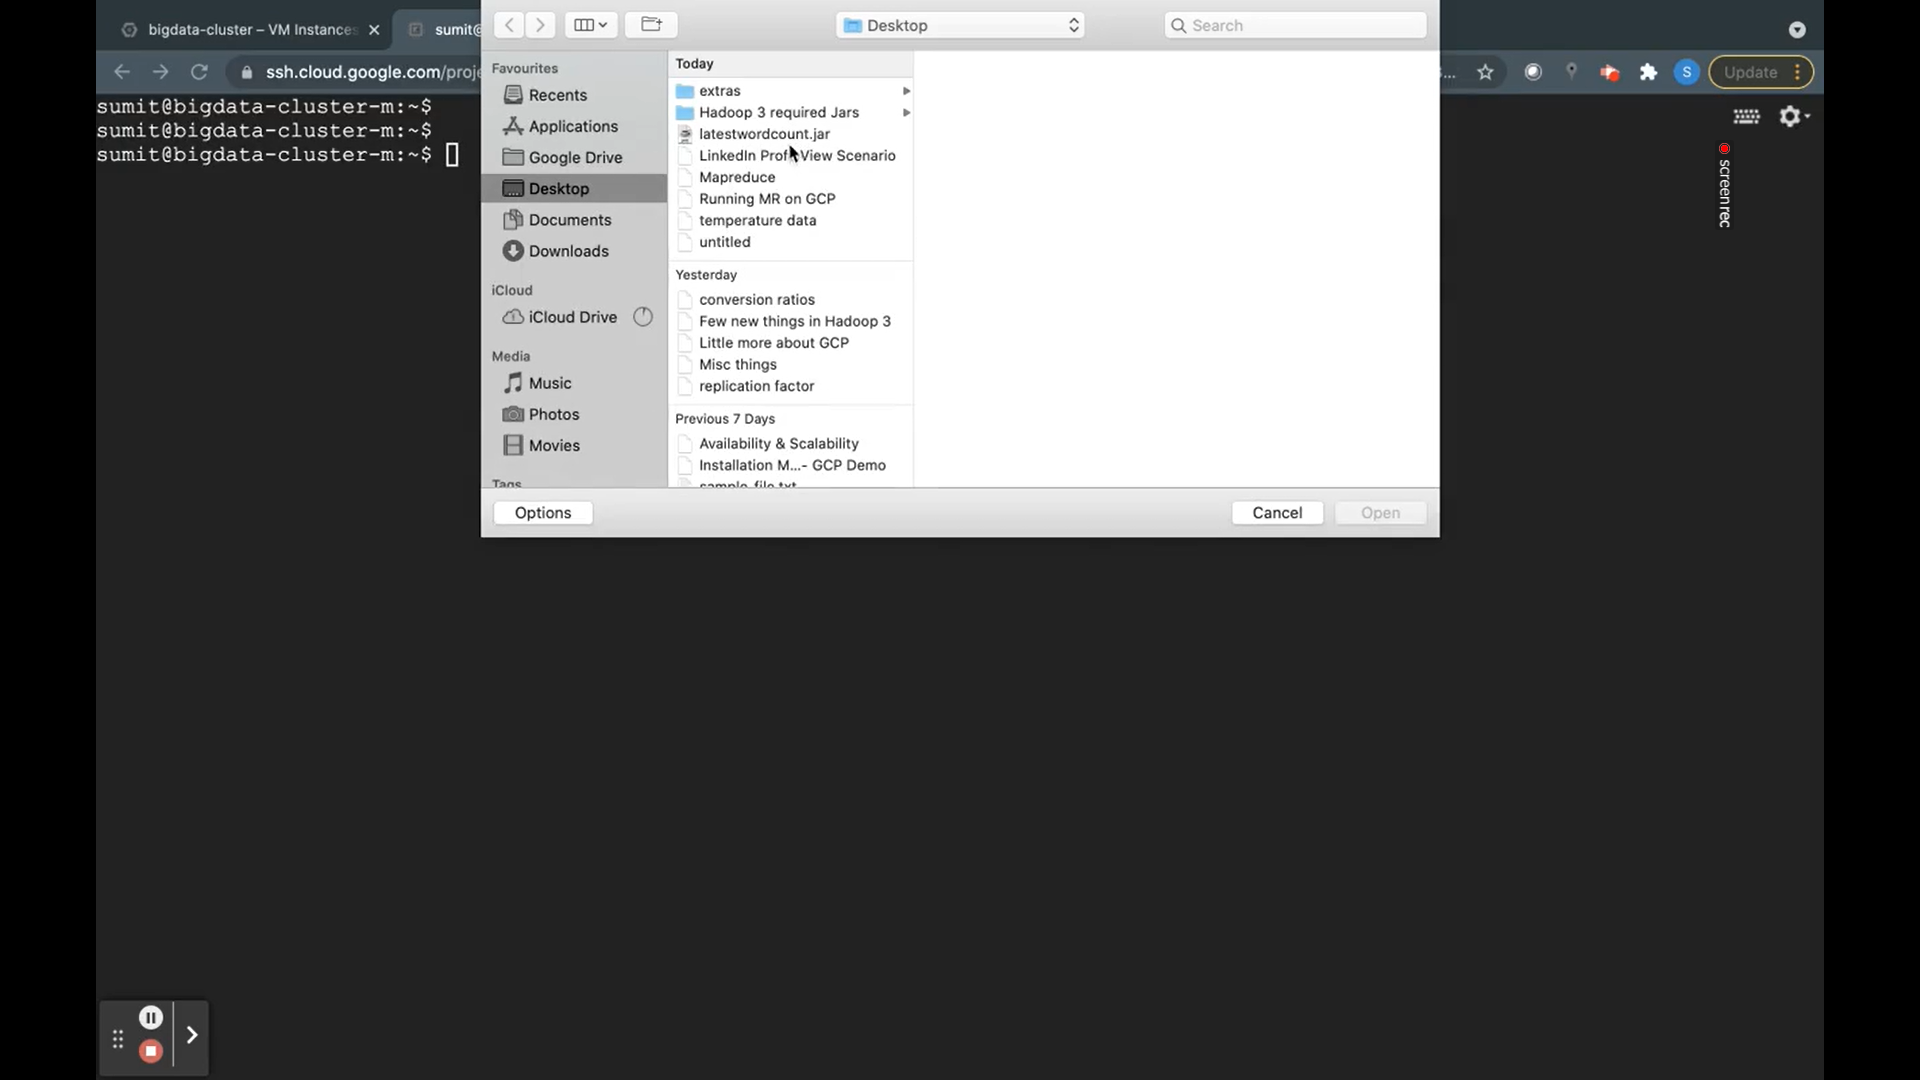 bigdata-cluster – VM Instances
sumit@
Desktop
Search
ssh.cloud.google.com/proje
...
S
Update
sumit@bigdata-cluster-m:~$
sumit@bigdata-cluster-m:~$
sumit@bigdata-cluster-m:~$
Favourites
Recents
Applications
Google Drive
Desktop
Documents
Downloads
iCloud
iCloud Drive
Media
Music
Photos
Movies
Tags
Today
extras
Hadoop 3 required Jars
latestwordcount.jar
LinkedIn View Scenario
Mapreduce
Running MR on GCP
temperature data
untitled
Yesterday
conversion ratios
Few new things in Hadoop 3
Little more about GCP
Misc things
replication factor
Previous 7 Days
Availability & Scalability
Installation M...- GCP Demo
sample_file.txt
Options
Cancel
Open
screenrec